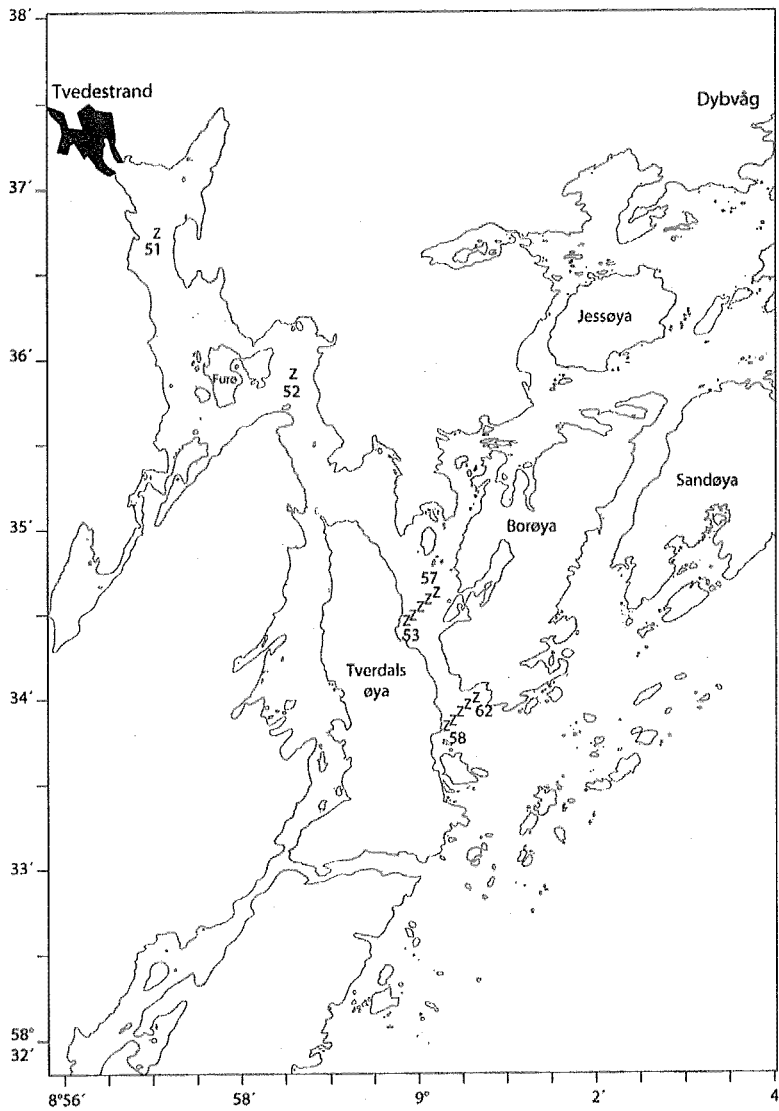 38′
Tvedestrand
Dybvåg
37′
Z
51
Jessøya
36′
Furø
Z
52
Sandøya
35′
Borøya
57
Z Z Z Z Z
53
Tverdals
øya
34′
Z Z Z Z Z
62
58
33′
58°
32′
8°56′
58′
9°
2′
4